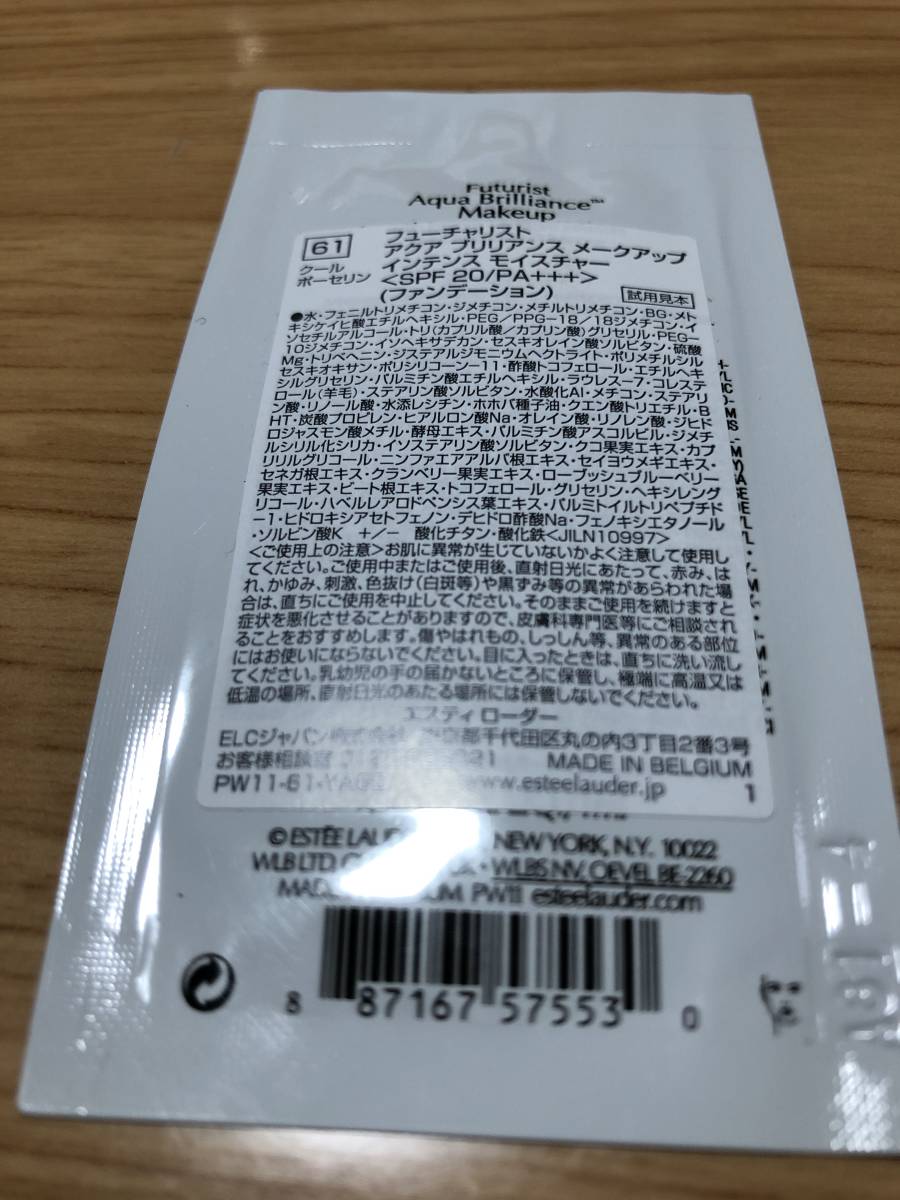 Futurist
Aqua Brilliance™
Makeup
61
クール
ポーセリン
フューチャリスト
アクア ブリリアンス メークアップ
インテンス モイスチャー
<SPF 20/PA+++>
(ファンデーション)
試用見本
●水・フェニルトリメチコン・ジメチコン・メチルトリメチコン・BG・メト
キシケイヒ酸エチルヘキシル・PEG/PPG-18/18ジメチコン・イ
ソセチルアルコール・トリ(カプリル酸/カプリン酸)グリセリル・PEG-
10ジメチコン・イソヘキサデカン・セスキオレイン酸ソルビタン・硫酸
Mg・トリベヘニン・ジステアルジモニウムヘクトライト・ポリメチルシル
セスキオキサン・ポリシリコーン-11・酢酸トコフェロール・エチルヘキ
シルグリセリン・パルミチン酸エチルヘキシル・ラウレス-7・コレステ
ロール(羊毛)・ステアリン酸ソルビタン・水酸化Al・メチコン・ステアリ
ン酸・リノール酸・水添レシチン・ホホバ種子油・クエン酸トリエチル・B
HT・炭酸プロピレン・ヒアルロン酸Na・オレイン酸・リノレン酸・ジヒド
ロジャスモン酸メチル・酵母エキス・パルミチン酸アスコルビル・ジメチ
ルシリル化シリカ・イソステアリン酸ソルビタン・クコ果実エキス・カプ
リリルグリコール・ニンファエアアルバ根エキス・セイヨウメギエキス・
セネガ根エキス・クランベリー果実エキス・ローブッシュブルーベリー
果実エキス・ビート根エキス・トコフェロール・グリセリン・ヘキシレング
リコール・ハベルレアロドペンシス葉エキス・パルミトイルトリペプチド
-1・ヒドロキシアセトフェノン・デヒドロ酢酸Na・フェノキシエタノール
・ソルビン酸K +/− 酸化チタン・酸化鉄<JILN10997>
<ご使用上の注意>お肌に異常が生じていないかよく注意して使用し
てください。ご使用中またはご使用後、直射日光にあたって、赤み、は
れ、かゆみ、刺激、色抜け(白斑等)や黒ずみ等の異常があらわれた場
合は、直ちにご使用を中止してください。そのままご使用を続けますと
症状を悪化させることがありますので、皮膚科専門医等にご相談され
ることをおすすめします。傷やはれもの、しっしん等、異常のある部位
にはお使いにならないでください。目に入ったときは、直ちに洗い流し
てください。乳幼児の手の届かないところに保管し、極端に高温又は
低温の場所、直射日光のあたる場所には保管しないでください。
エスティ ローダー
ELCジャパン株式会社 東京都千代田区丸の内3丁目2番3号
お客様相談室 21 MADE IN BELGIUM
PW11-61 www.esteelauder.jp 1
© ESTĒE LAU NEW YORK, N.Y. 10022
WLB LTD. WLBS NV, OEVEL BE-2260
PW11 esteelauder.com
8 87167 57553 0